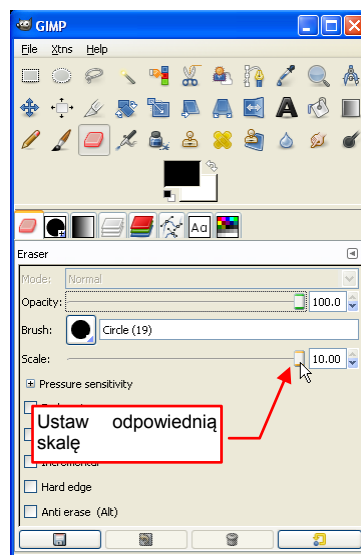 GIMP
File Xtns Help
Eraser
Mode: Normal
Opacity: 100.0
Brush: Circle (19)
Scale: 10.00
Pressure sensitivity
Ustaw odpowiednią
skalę
Hard edge
Anti erase (Alt)